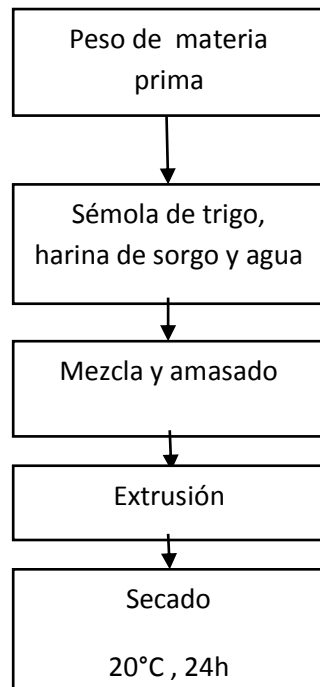 Peso de materia
prima
Sémola de trigo,
harina de sorgo y agua
Mezcla y amasado
Extrusión
Secado
20°C , 24h